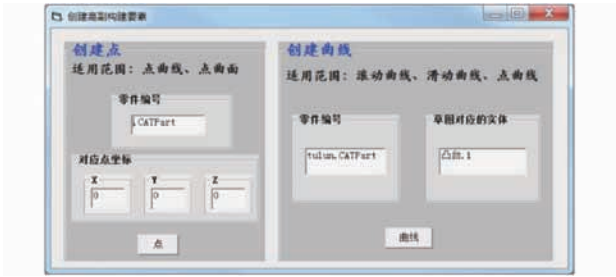 创建高副构建要素
创建点
适用范围：点曲线、点曲面
零件编号
1.CATPart
对应点坐标
X Y Z
0 0 0
点
创建曲线
适用范围：滚动曲线、滑动曲线、点曲线
零件编号 草图对应的实体
tulun.CATPart 凸台.1
曲线